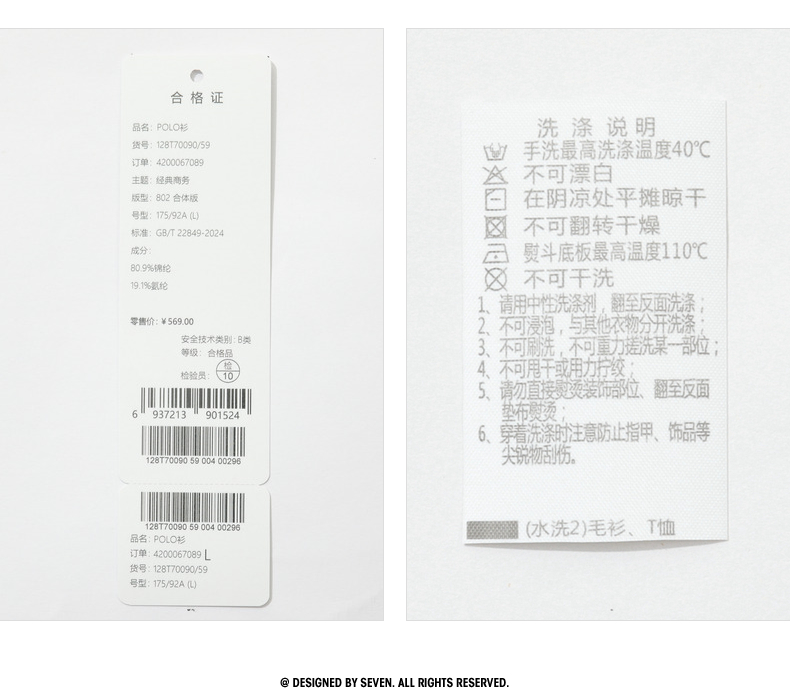 合格证
品名: POLO衫
货号: 128T70090/59
订单: 4200067089
主题: 经典商务
版型: 802 合体版
号型: 175/92A (L)
标准: GB/T 22849-2024
成分:
80.9%锦纶
19.1%氨纶
零售价: ¥569.00
安全技术类别: B类
等级: 合格品
检验员: 检 10
6 937213 901524
128T70090 59 004 00296
128T70090 59 004 00296
品名: POLO衫
订单: 4200067089 L
货号: 128T70090/59
号型: 175/92A (L)
洗涤说明
手洗最高洗涤温度40℃
不可漂白
在阴凉处平摊晾干
不可翻转干燥
熨斗底板最高温度110℃
不可干洗
1、请用中性洗涤剂，翻至反面洗涤；
2、不可浸泡，与其他衣物分开洗涤；
3、不可刷洗，不可重力搓洗某一部位；
4、不可甩干或用力拧绞；
5、请勿直接熨烫装饰部位、翻至反面
垫布熨烫；
6、穿着洗涤时注意防止指甲、饰品等
尖锐物刮伤。
(水洗2)毛衫、T恤
@ DESIGNED BY SEVEN. ALL RIGHTS RESERVED.